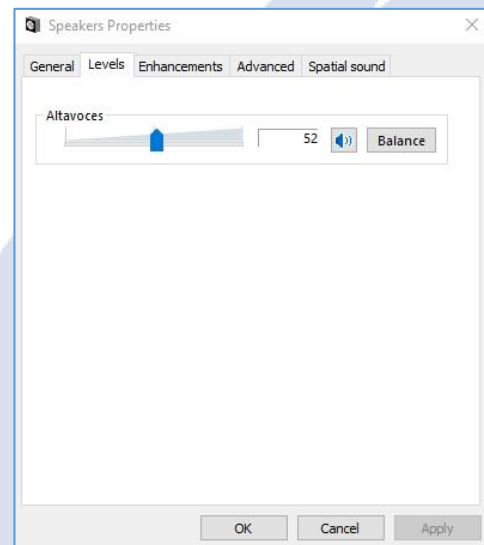 Speakers Properties
General Levels Enhancements Advanced Spatial sound
Altavoces
52 Balance
OK Cancel Apply